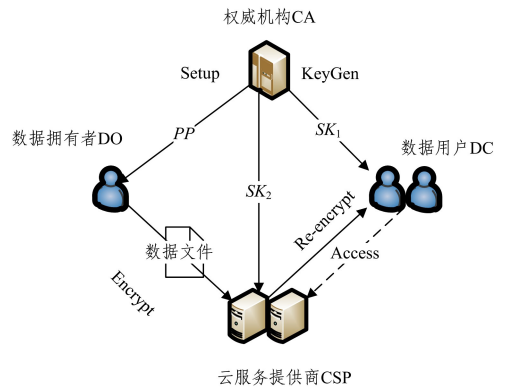 权威机构CA
Setup
KeyGen
数据拥有者DO
PP
SK1
数据用户DC
SK2
数据文件
Re-encrypt
Access
Encrypt
云服务提供商CSP